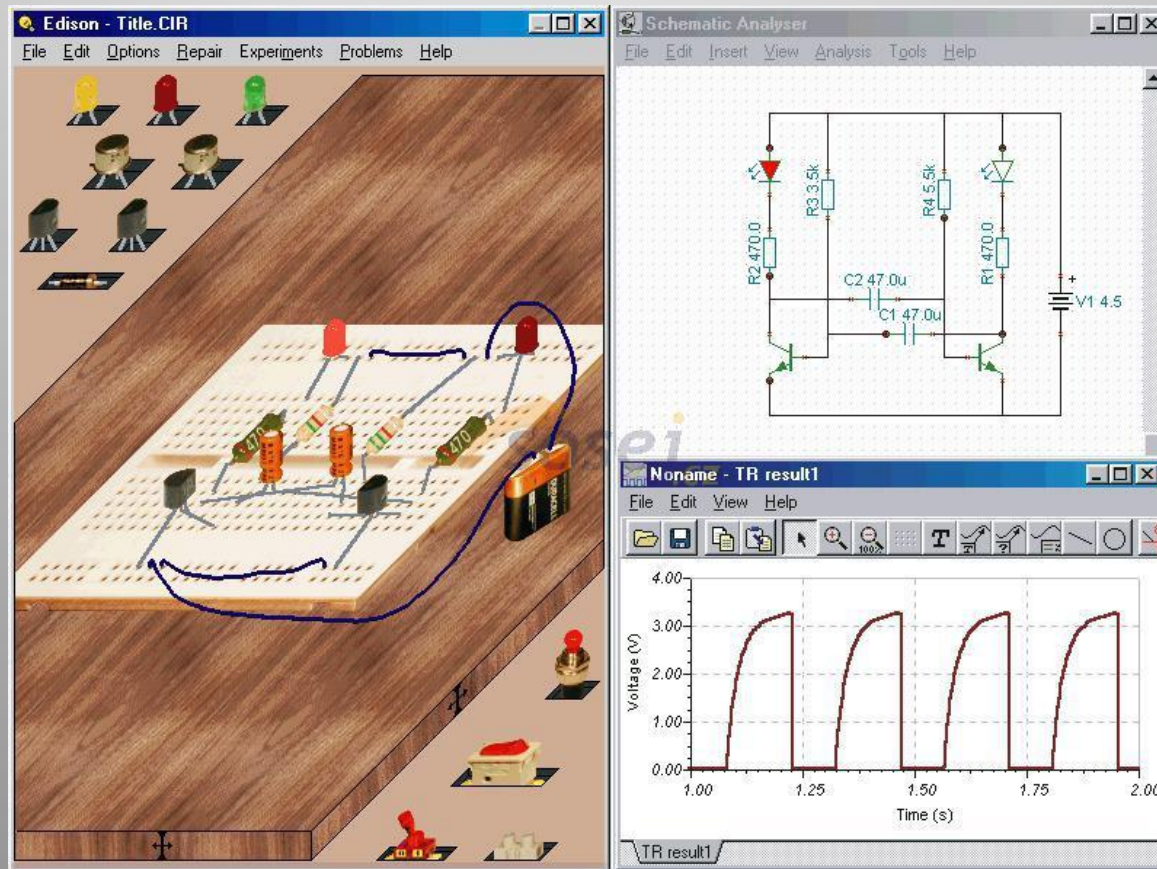 Edison - Title.CIR
File Edit Options Repair Experiments Problems Help
470
470
Schematic Analyser
File Edit Insert View Analysis Tools Help
R3 3.5k
R4 5.5k
R2 470.0
R1 470.0
C2 47.0u
C1 47.0u
+
V1 4.5
Noname - TR result1
File Edit View Help
100%
T
4.00
3.00
2.00
1.00
0.00
Voltage (V)
1.00 1.25 1.50 1.75 2.00
Time (s)
TR result1